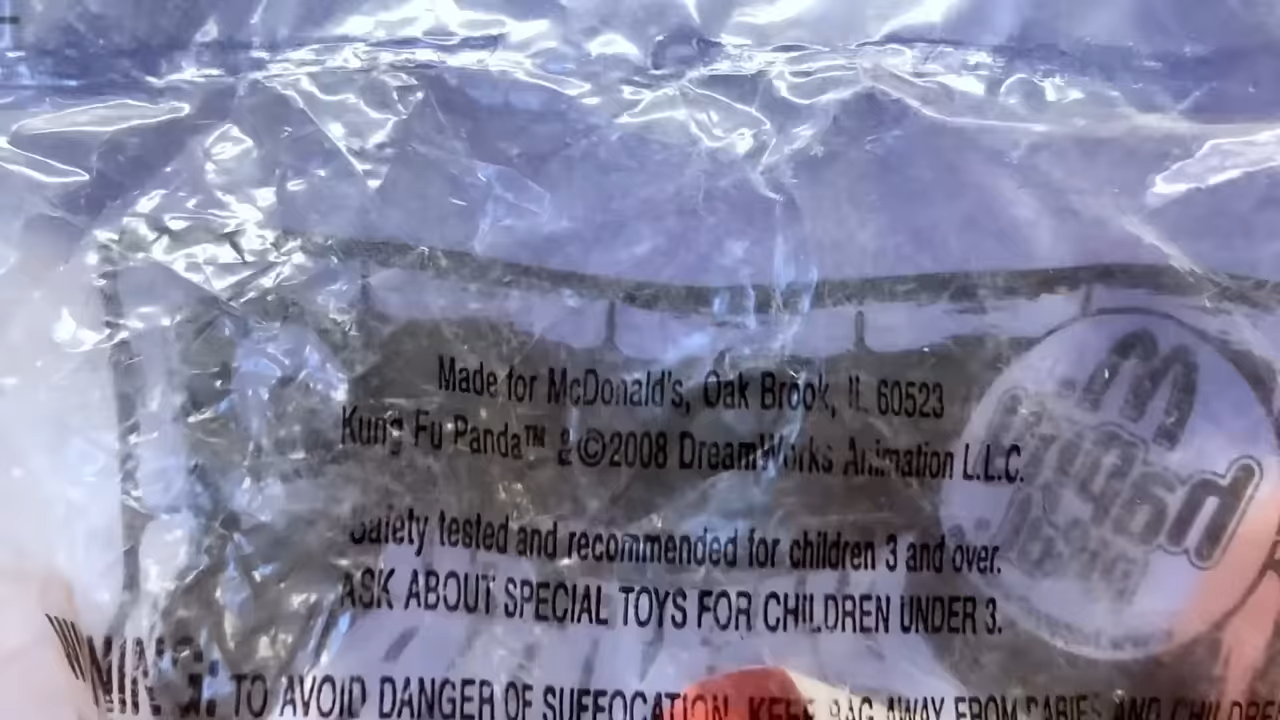 Made for McDonald's, Oak Brook, IL 60523
Kung Fu Panda™ &©2008 DreamWorks Animation L.L.C.
Safety tested and recommended for children 3 and over.
ASK ABOUT SPECIAL TOYS FOR CHILDREN UNDER 3.
WARNING: TO AVOID DANGER OF SUFFOCATION, KEEP BAG AWAY FROM BABIES AND CHILDRE